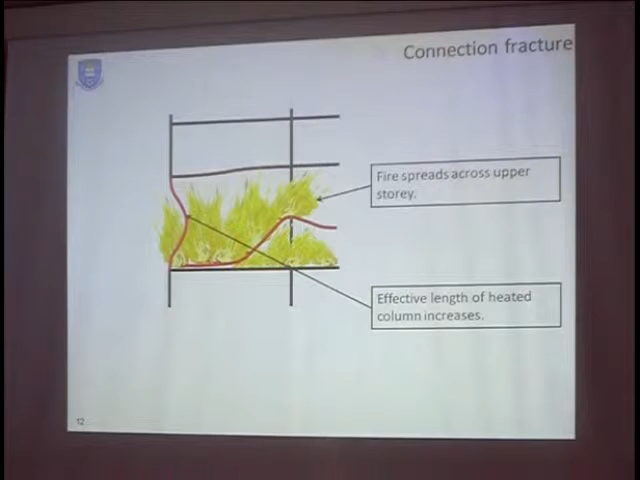 Connection fracture
Fire spreads across upper
storey.
Effective length of heated
column increases.
12